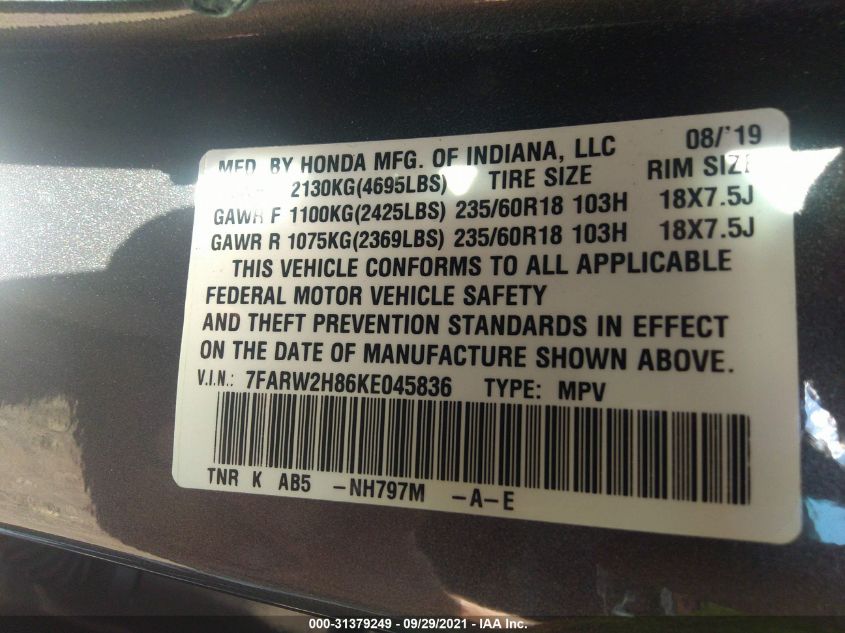 MFD. BY HONDA MFG. OF INDIANA, LLC 08/'19
2130KG(4695LBS) TIRE SIZE RIM SIZE
GAWR F 1100KG(2425LBS) 235/60R18 103H 18X7.5J
GAWR R 1075KG(2369LBS) 235/60R18 103H 18X7.5J
THIS VEHICLE CONFORMS TO ALL APPLICABLE
FEDERAL MOTOR VEHICLE SAFETY
AND THEFT PREVENTION STANDARDS IN EFFECT
ON THE DATE OF MANUFACTURE SHOWN ABOVE.
V.I.N.: 7FARW2H86KE045836 TYPE: MPV
TNR K AB5 -NH797M -A-E
000-31379249 - 09/29/2021 - IAA Inc.